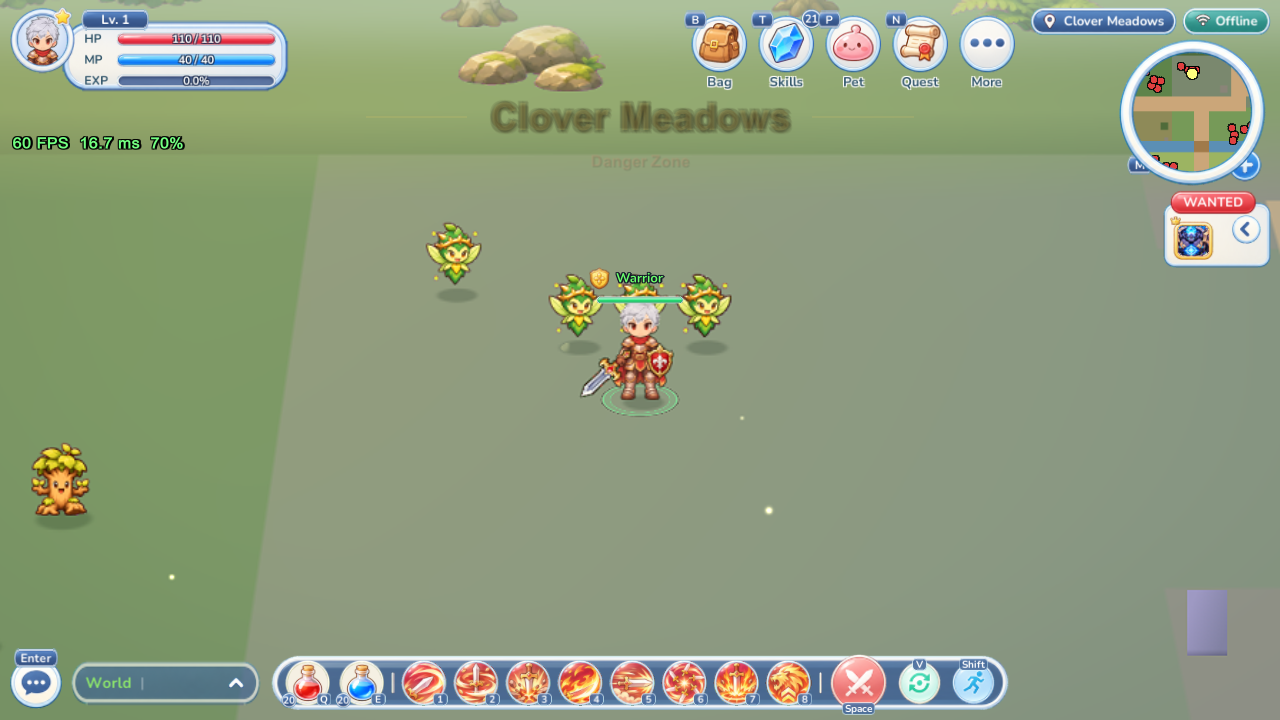 Lv. 1
HP 110 / 110
MP 40 / 40
EXP 0.0%
60 FPS 16.7 ms 70%
B T 21 P N
Bag Skills Pet Quest More
Clover Meadows
Offline
Clover Meadows
Danger Zone
M
WANTED
Warrior
Enter
World
20 Q 20 E 1 2 3 4 5 6 7 8
Space
V
Shift